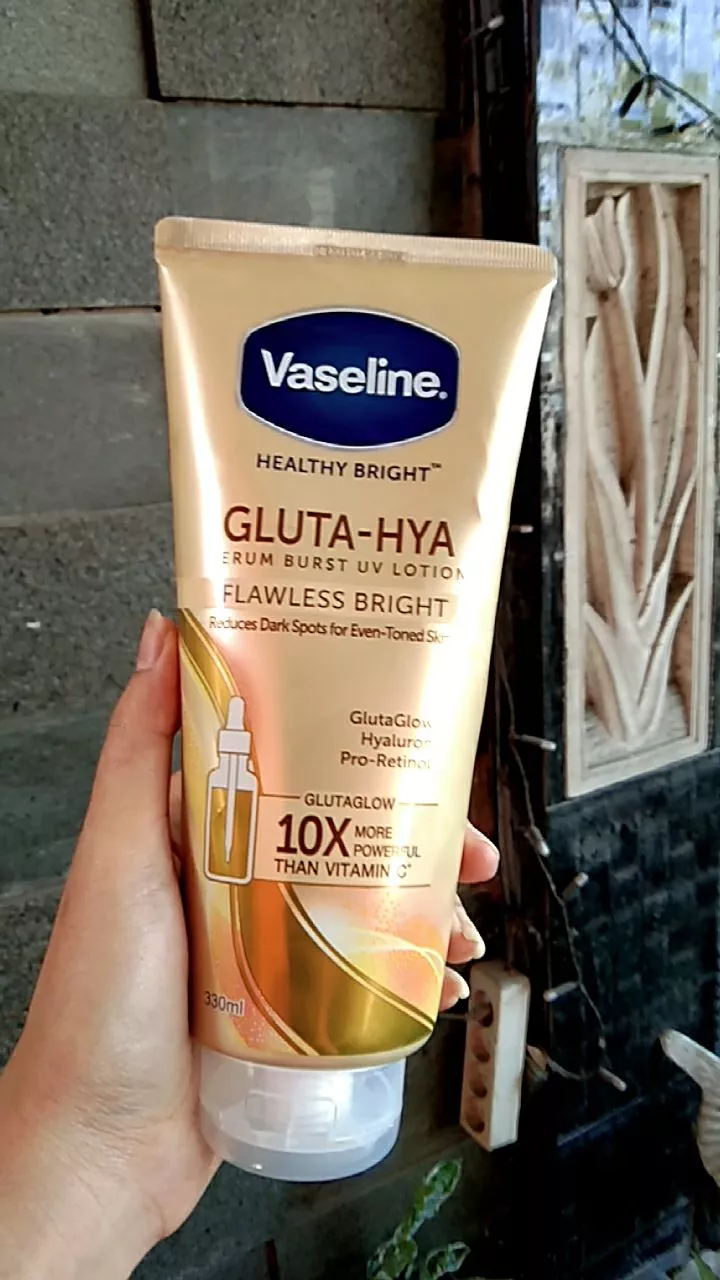 Vaseline.
HEALTHY BRIGHT™
GLUTA-HYA
ERUM BURST UV LOTION
FLAWLESS BRIGHT
Reduces Dark Spots for Even-Toned Sk
GlutaGlow
Hyaluron
Pro-Retinol
GLUTAGLOW
10X MORE
POWERFUL
THAN VITAMIN C*
330ml